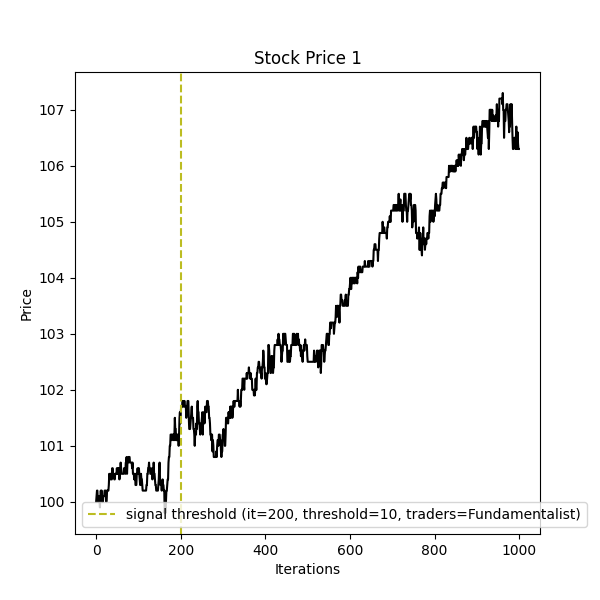 Stock Price 1
Price
107
106
105
104
103
102
101
100
signal threshold (it=200, threshold=10, traders=Fundamentalist)
0 200 400 600 800 1000
Iterations